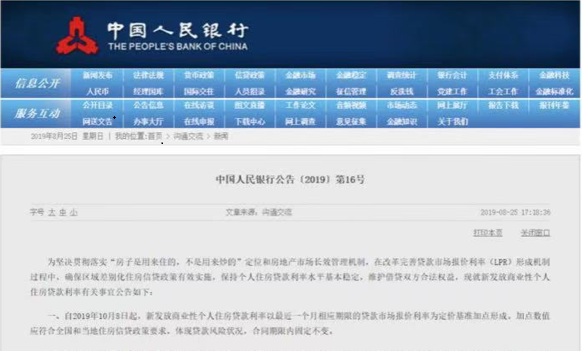 中国人民银行
THE PEOPLE'S BANK OF CHINA
信息公开 新闻发布 法律法规 货币政策 信贷政策 金融市场 金融稳定 调查统计 银行会计 支付体系 金融科技
人民币 经理国库 国际交往 人员招录 金融研究 征信管理 反洗钱 党建工作 工会工作 金融标准化
服务互动 公开目录 公告信息 在线访谈 图文直播 工作论文 音频视频 市场动态 网上展厅 报告下载 报刊年鉴
网送文告 办事大厅 在线申报 下载中心 网上调查 意见征集 金融知识 关于我们
2019年8月25日 星期日 | 我的位置:首页 > 沟通交流 > 新闻
中国人民银行公告〔2019〕第16号
字号 大 中 小 文章来源：沟通交流 2019-08-25 17:18:36
打印本页 关闭窗口
为坚决贯彻落实“房子是用来住的，不是用来炒的”定位和房地产市场长效管理机制，在改革完善贷款市场报价利率（LPR）形成机制
过程中，确保区域差别化住房信贷政策有效实施，保持个人住房贷款利率水平基本稳定，维护借贷双方合法权益，现就新发放商业性个人
住房贷款利率有关事宜公告如下：
一、自2019年10月8日起，新发放商业性个人住房贷款利率以最近一个月相应期限的贷款市场报价利率为定价基准加点形成。加点数值
应符合全国和当地住房信贷政策要求，体现贷款风险状况，合同期限内固定不变。